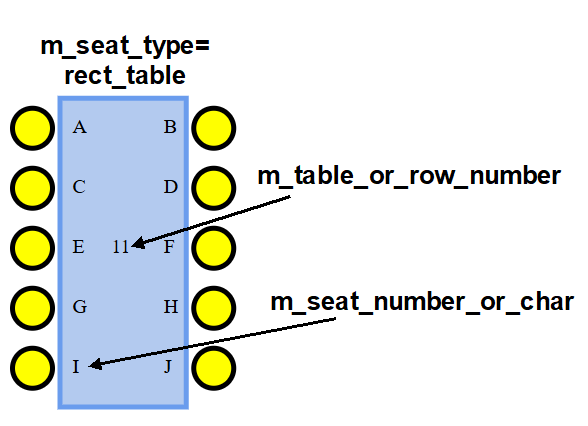 m_seat_type=
rect_table
A B
C D
m_table_or_row_number
E 11 F
G H
m_seat_number_or_char
I J